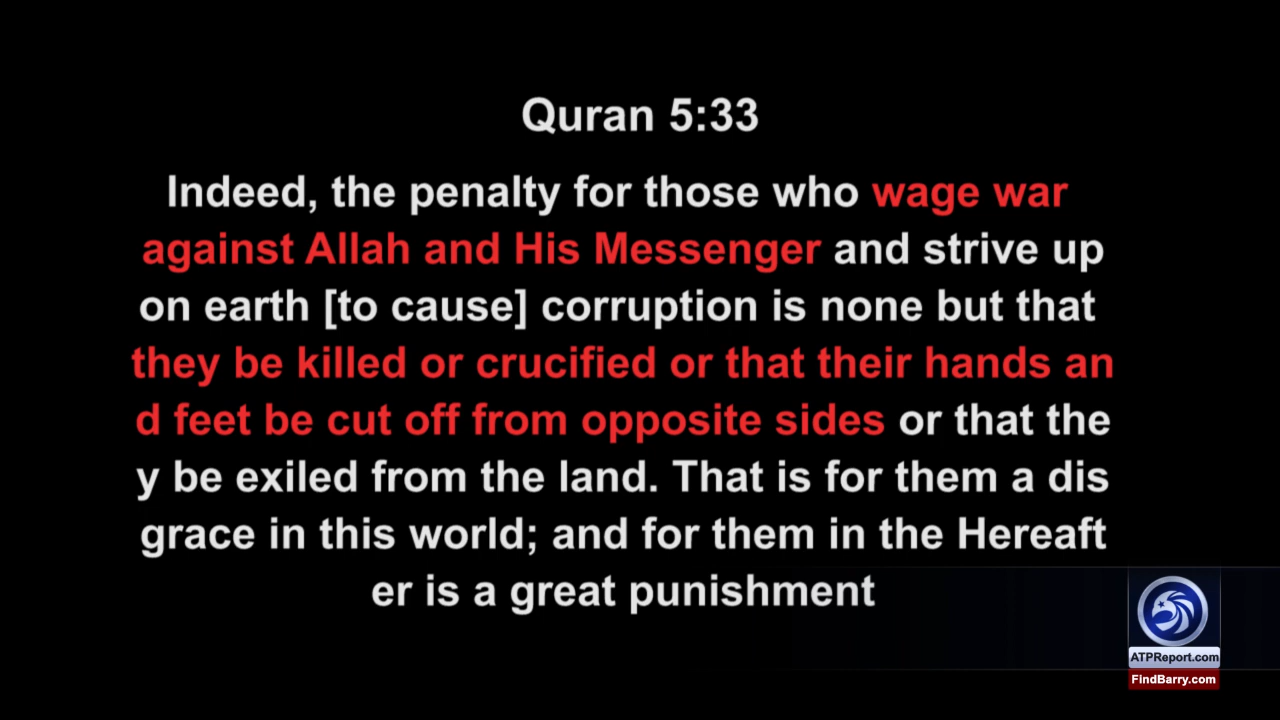 Quran 5:33
Indeed, the penalty for those who wage war
against Allah and His Messenger and strive up
on earth [to cause] corruption is none but that
they be killed or crucified or that their hands an
d feet be cut off from opposite sides or that the
y be exiled from the land. That is for them a dis
grace in this world; and for them in the Hereaft
er is a great punishment
ATPReport.com
FindBarry.com